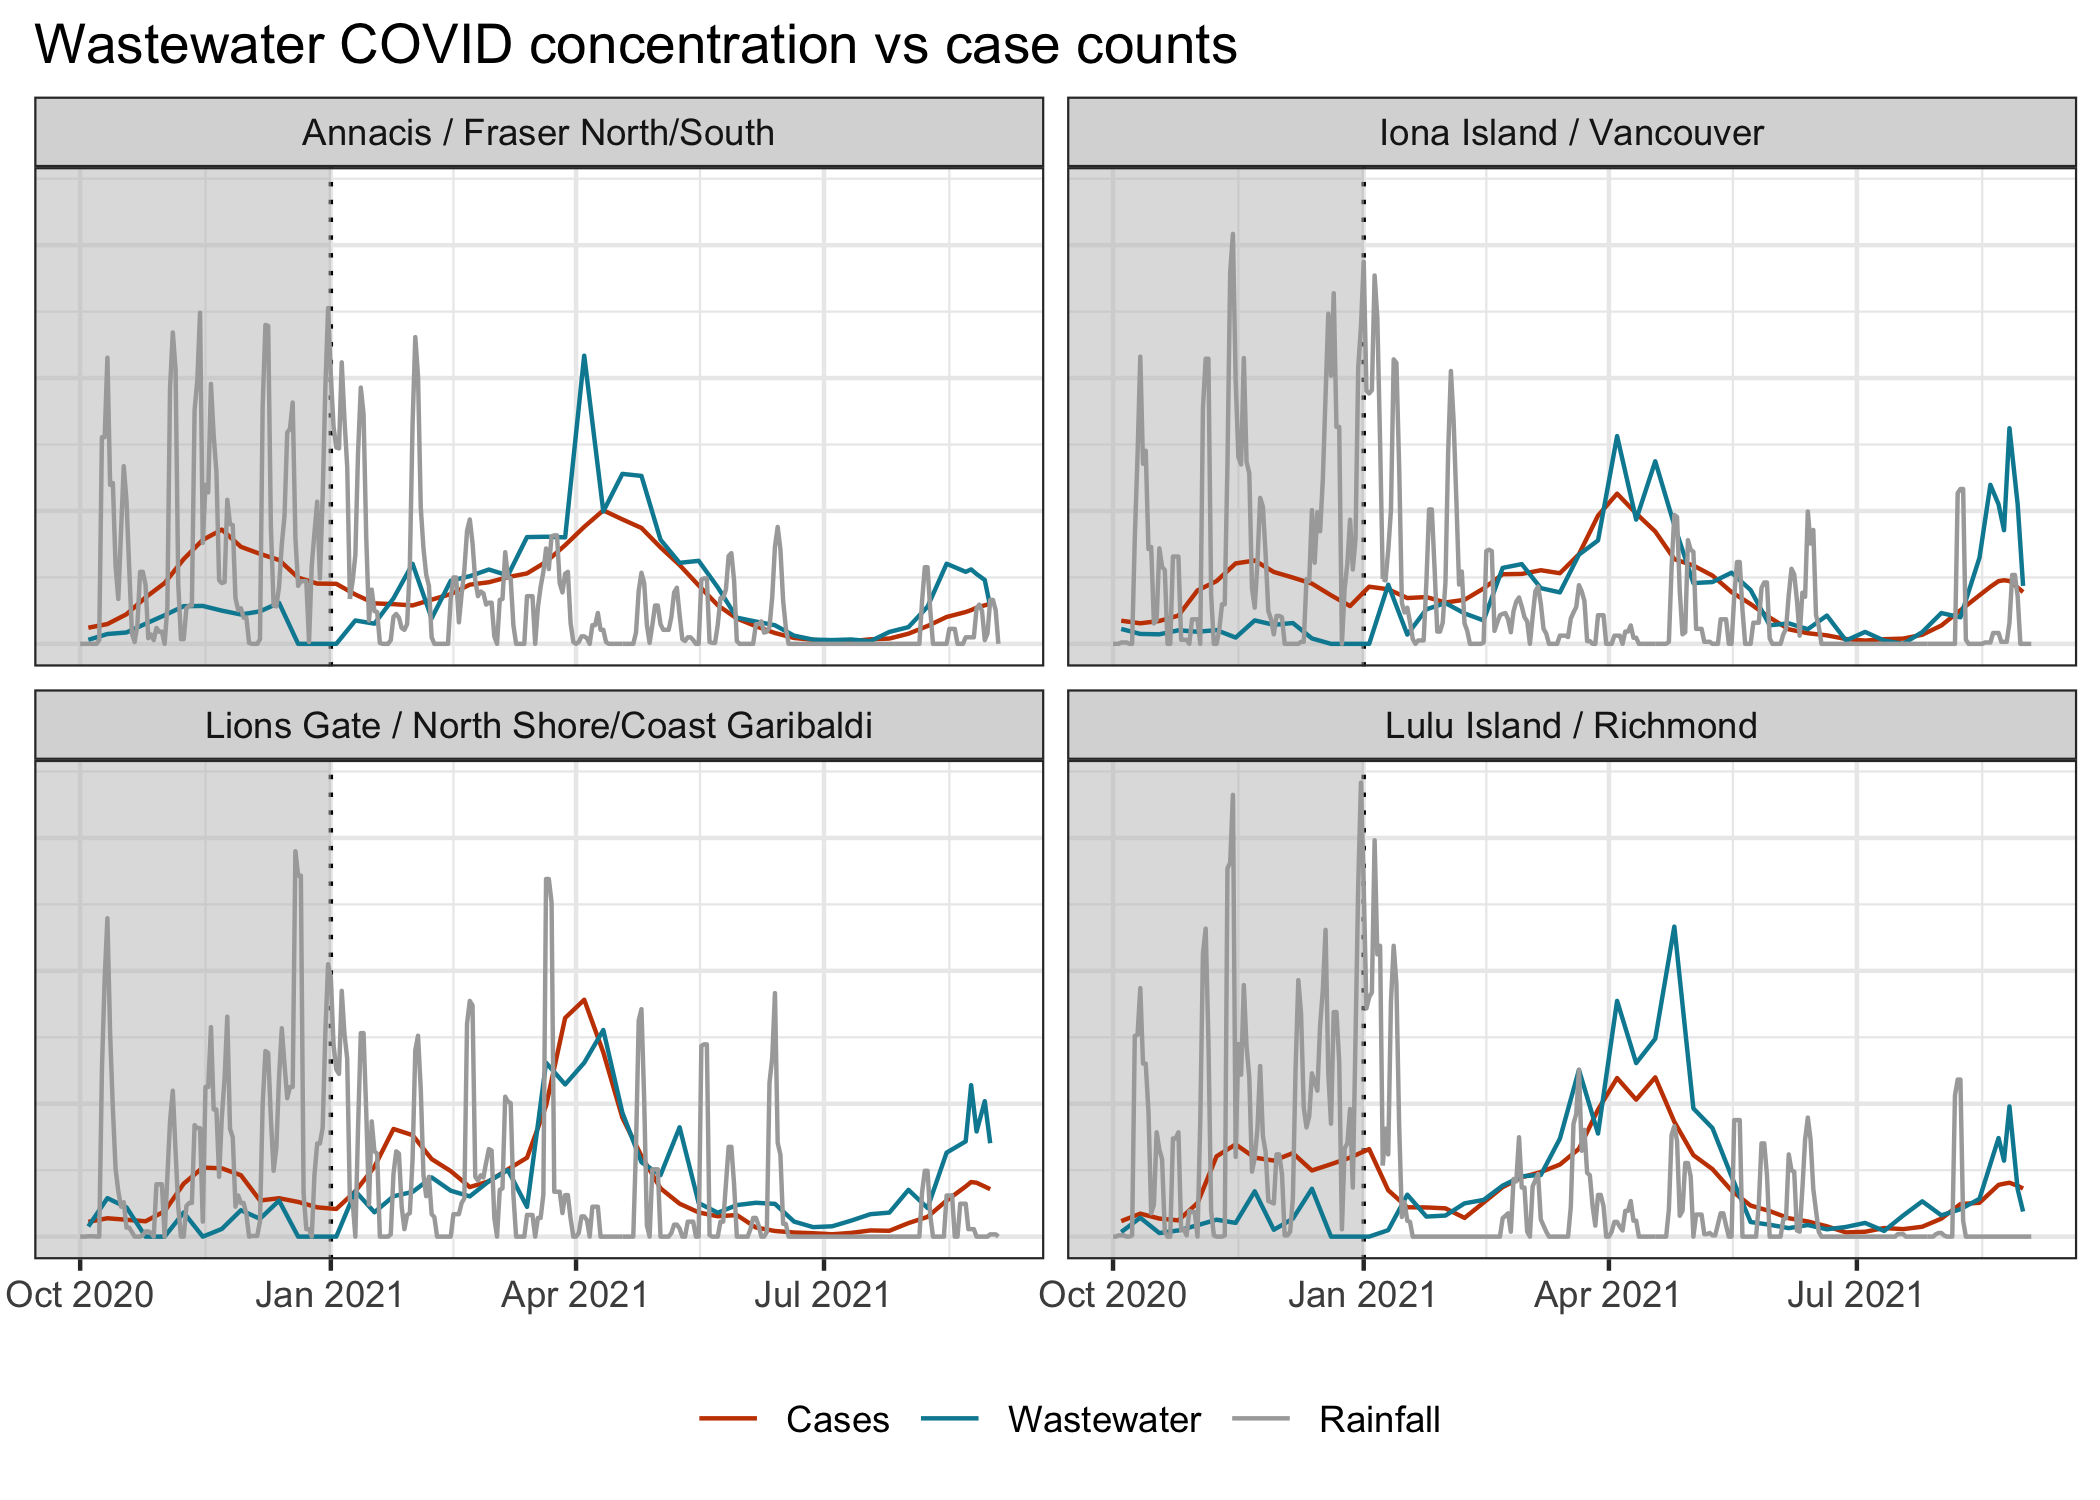 Wastewater COVID concentration vs case counts
Annacis / Fraser North/South
Iona Island / Vancouver
Lions Gate / North Shore/Coast Garibaldi
Lulu Island / Richmond
Oct 2020 Jan 2021 Apr 2021 Jul 2021 Oct 2020 Jan 2021 Apr 2021 Jul 2021
Cases Wastewater Rainfall